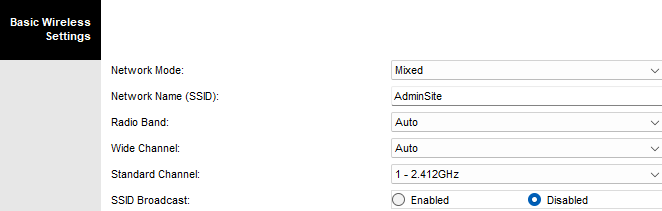 Basic Wireless
Settings
Network Mode: Mixed
Network Name (SSID): AdminSite
Radio Band: Auto
Wide Channel: Auto
Standard Channel: 1 - 2.412GHz
SSID Broadcast: Enabled Disabled